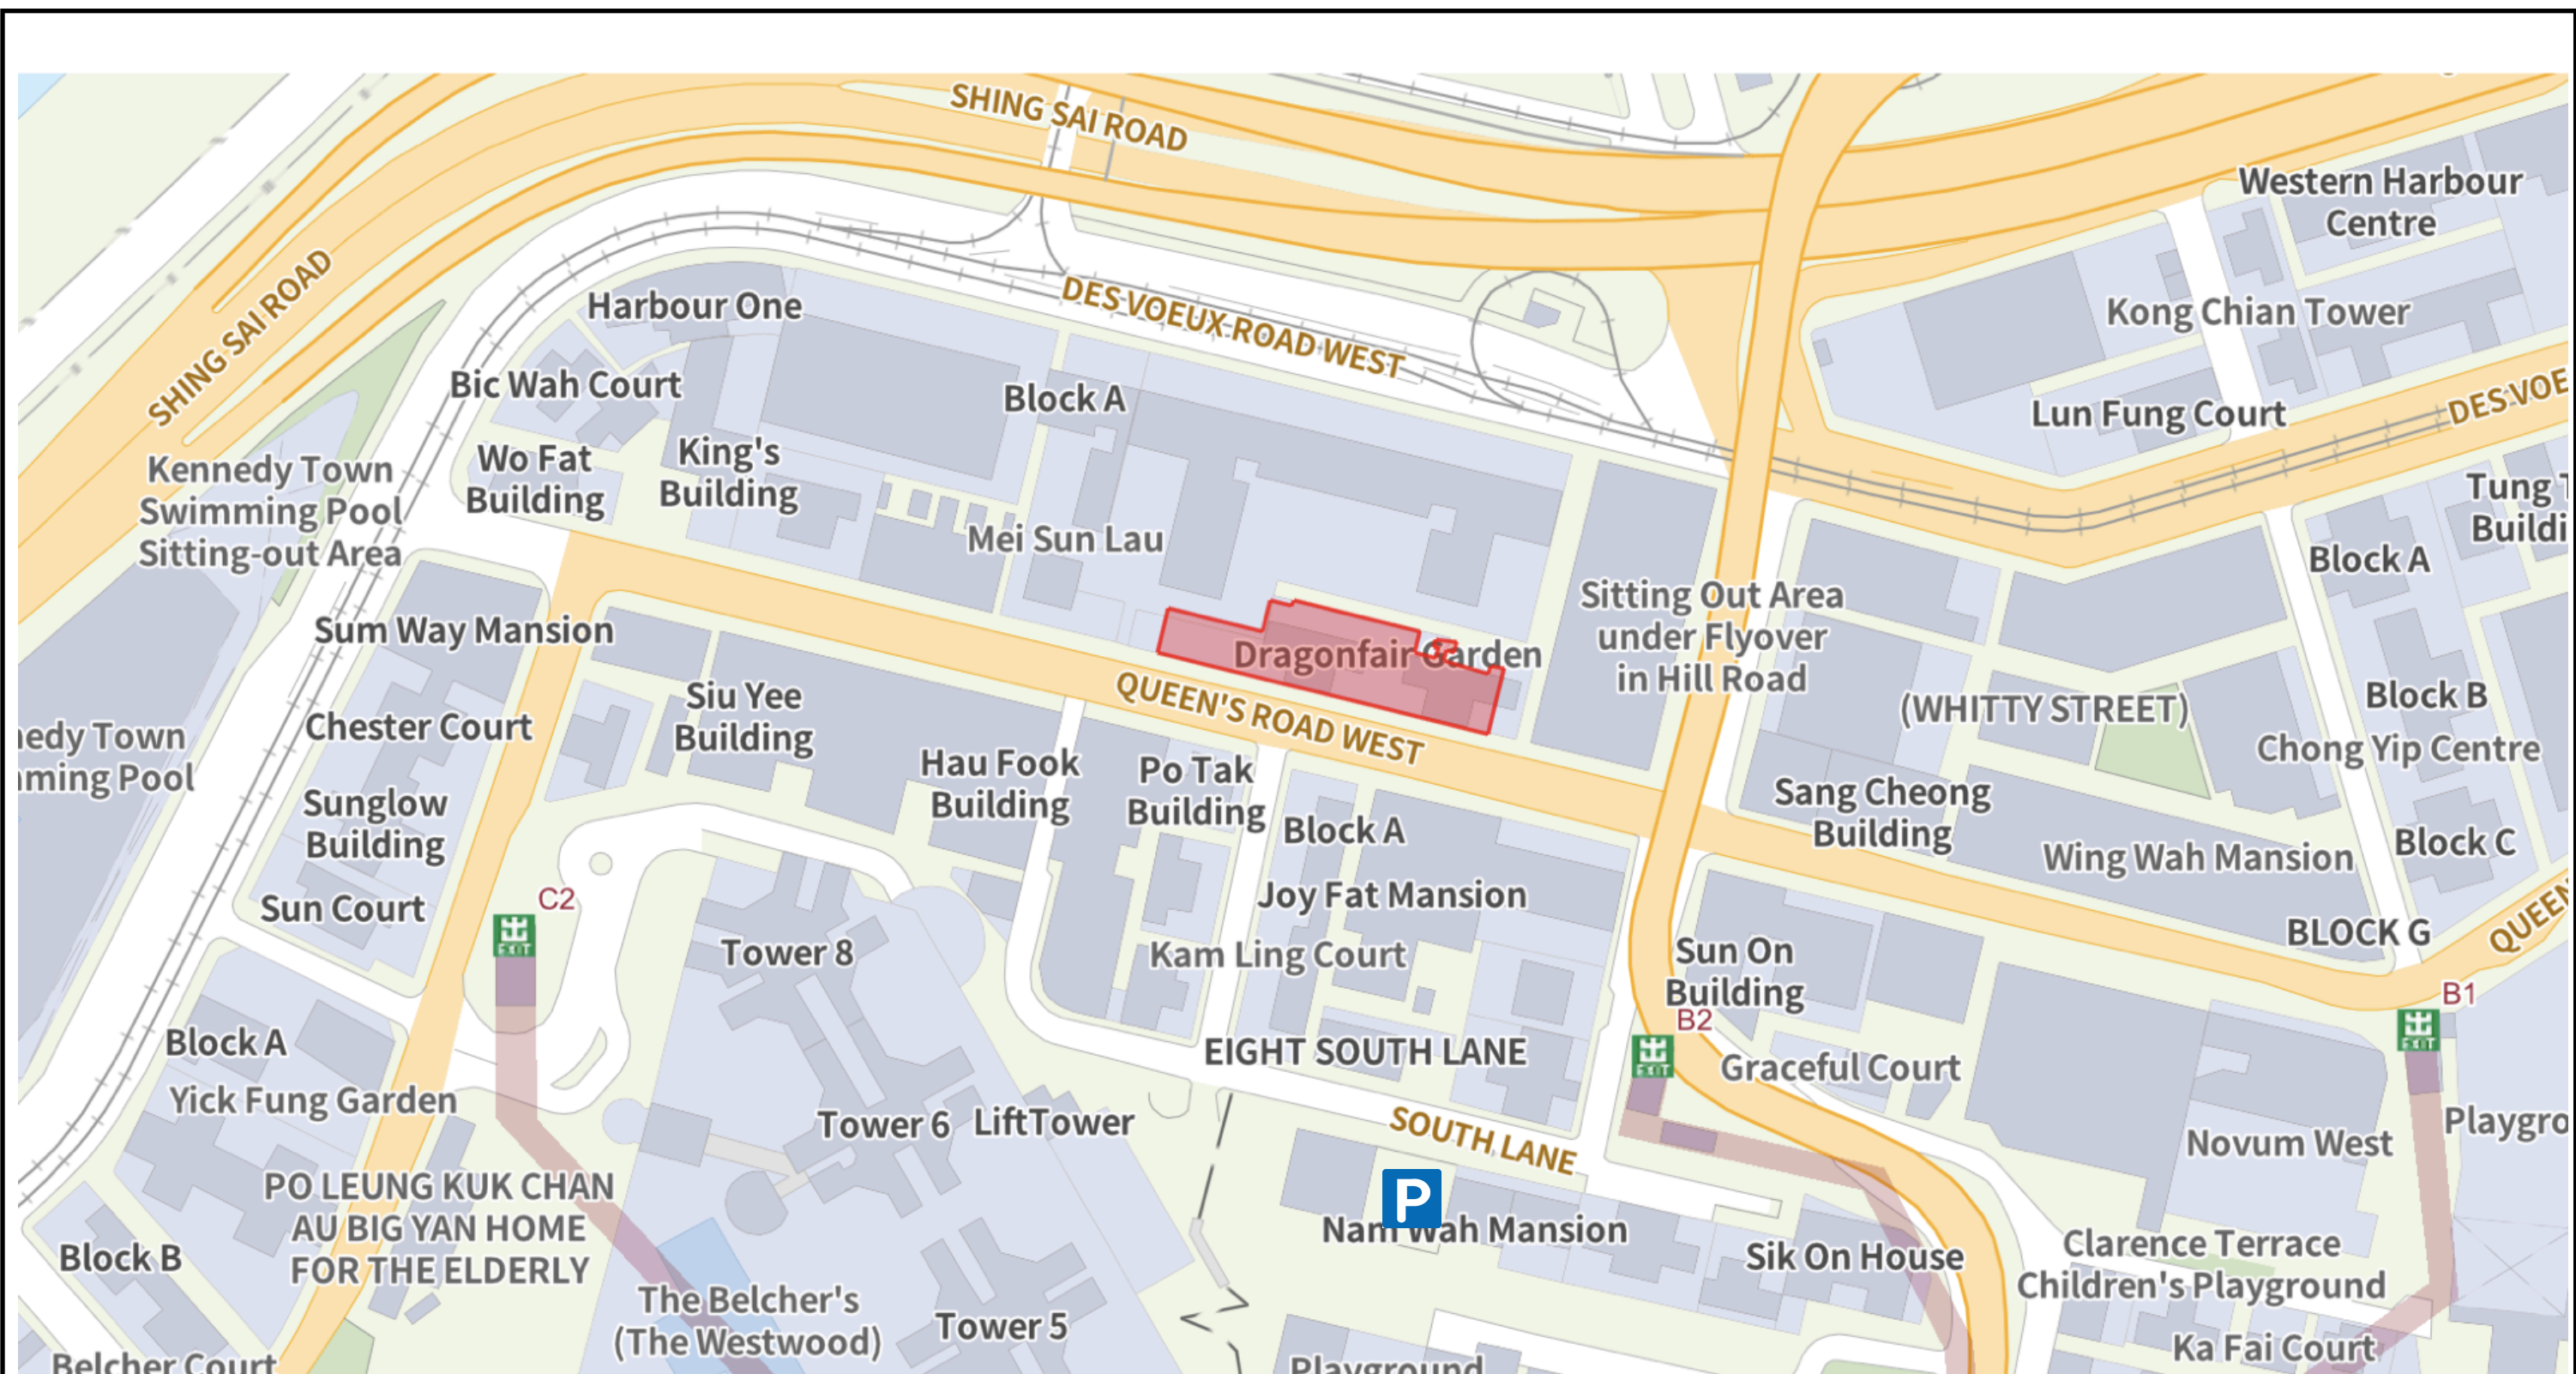 SHING SAI ROAD
Western Harbour
Centre
SHING SAI ROAD
Harbour One
DES VOEUX ROAD WEST
Kong Chian Tower
Bic Wah Court
Block A
Lun Fung Court
DES VOE
Kennedy Town
Swimming Pool
Sitting-out Area
Wo Fat
Building
King's
Building
Mei Sun Lau
Tung
Buildi
Block A
Sitting Out Area
under Flyover
in Hill Road
Sum Way Mansion
Dragonfair Garden
QUEEN'S ROAD WEST
Siu Yee
Building
(WHITTY STREET)
Block B
Chester Court
nedy Town
mming Pool
Chong Yip Centre
Hau Fook
Building
Po Tak
Building
Sunglow
Building
Block A
Sang Cheong
Building
Wing Wah Mansion
Block C
Sun Court
C2
EXIT
Joy Fat Mansion
BLOCK G
QUEEN
Tower 8
Kam Ling Court
Sun On
Building
B2
EXIT
B1
EXIT
Block A
EIGHT SOUTH LANE
Graceful Court
Yick Fung Garden
Tower 6
LiftTower
SOUTH LANE
Novum West
Playgro
PO LEUNG KUK CHAN
AU BIG YAN HOME
FOR THE ELDERLY
P
Nam Wah Mansion
Block B
Sik On House
Clarence Terrace
Children's Playground
The Belcher's
(The Westwood)
Tower 5
Ka Fai Court
Belcher Court
Playground